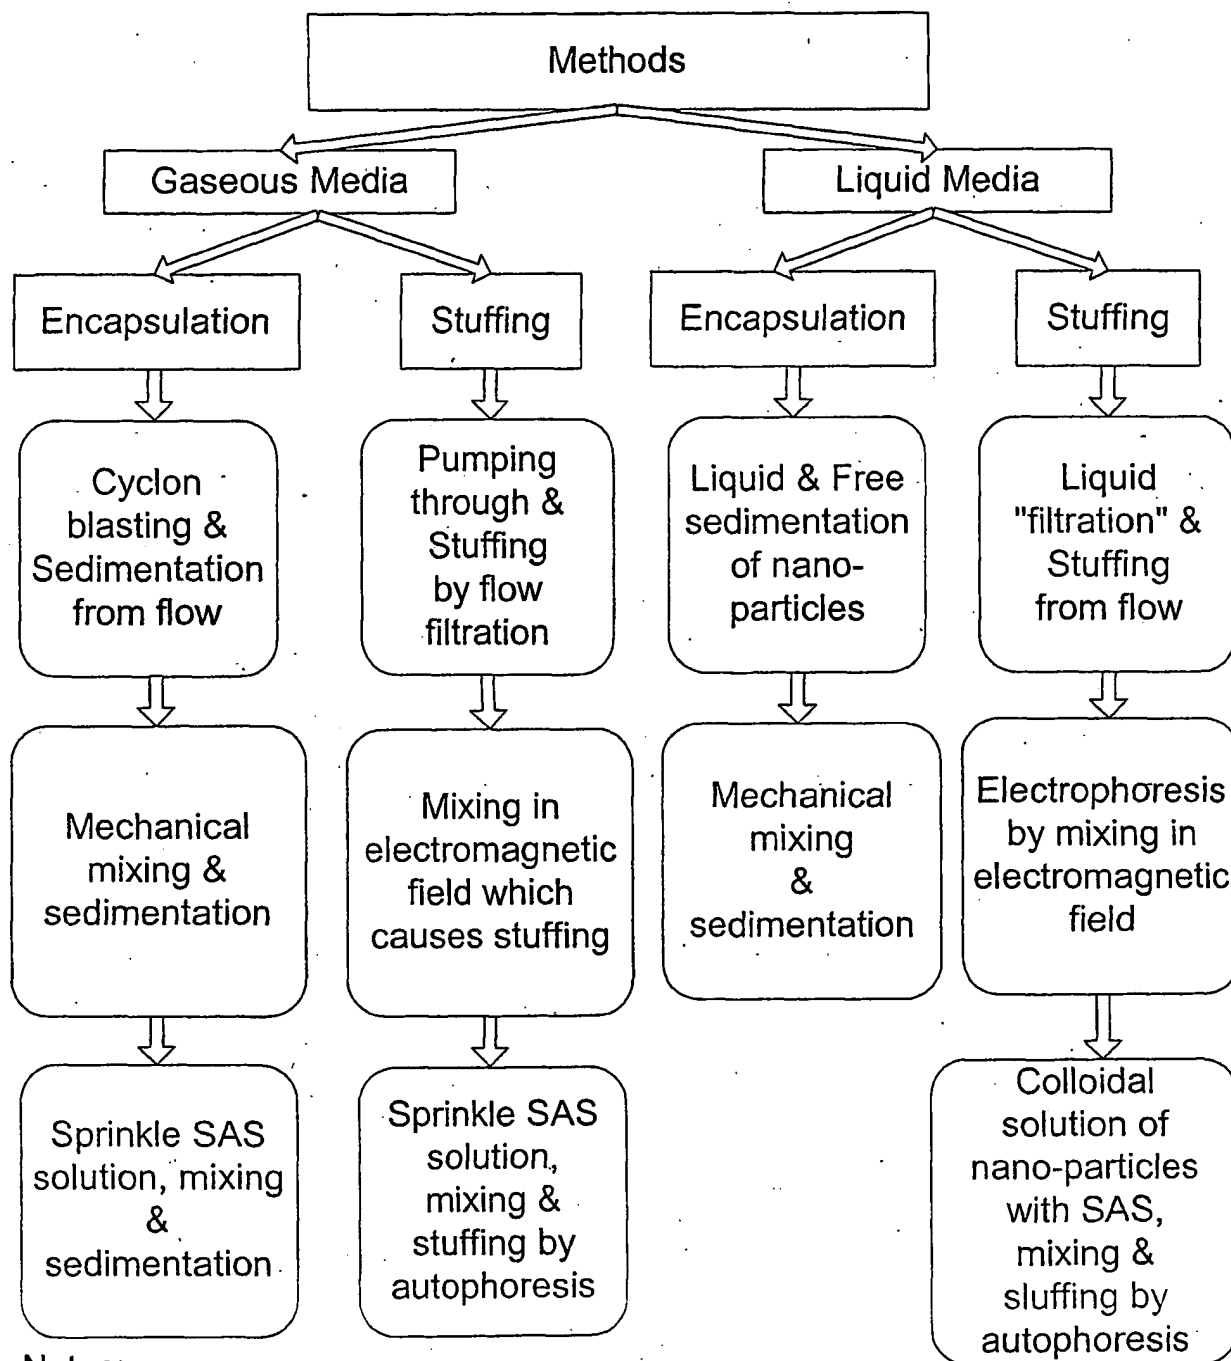 Methods
Gaseous Media
Liquid Media
Encapsulation
Stuffing
Encapsulation
Stuffing
Cyclon
blasting &
Sedimentation
from flow
Pumping
through &
Stuffing
by flow
filtration
Liquid & Free
sedimentation
of nano-
particles
Liquid
"filtration" &
Stuffing
from flow
Mechanical
mixing &
sedimentation
Mixing in
electromagnetic
field which
causes stuffing
Mechanical
mixing
&
sedimentation
Electrophoresis
by mixing in
electromagnetic
field
Sprinkle SAS
solution, mixing
&
sedimentation
Sprinkle SAS
solution,
mixing &
stuffing by
autophoresis
Colloidal
solution of
nano-particles
with SAS,
mixing &
sluffing by
autophoresis